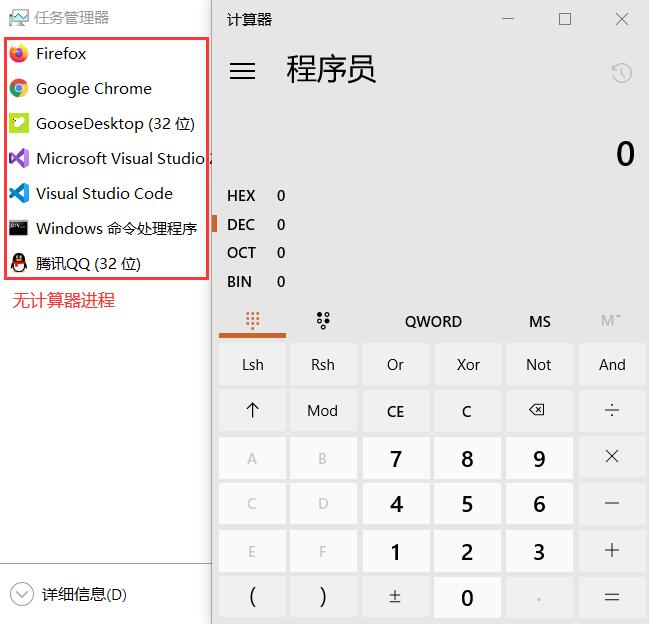 任务管理器
Firefox
Google Chrome
GooseDesktop (32 位)
Microsoft Visual Studio 2
Visual Studio Code
Windows 命令处理程序
腾讯QQ (32 位)
无计算器进程
详细信息(D)
计算器
程序员
0
HEX 0
DEC 0
OCT 0
BIN 0
QWORD MS M
Lsh Rsh Or Xor Not And
↑ Mod CE C ⌫ ÷
A B 7 8 9 ×
C D 4 5 6 −
E F 1 2 3 +
( ) ± 0 . =